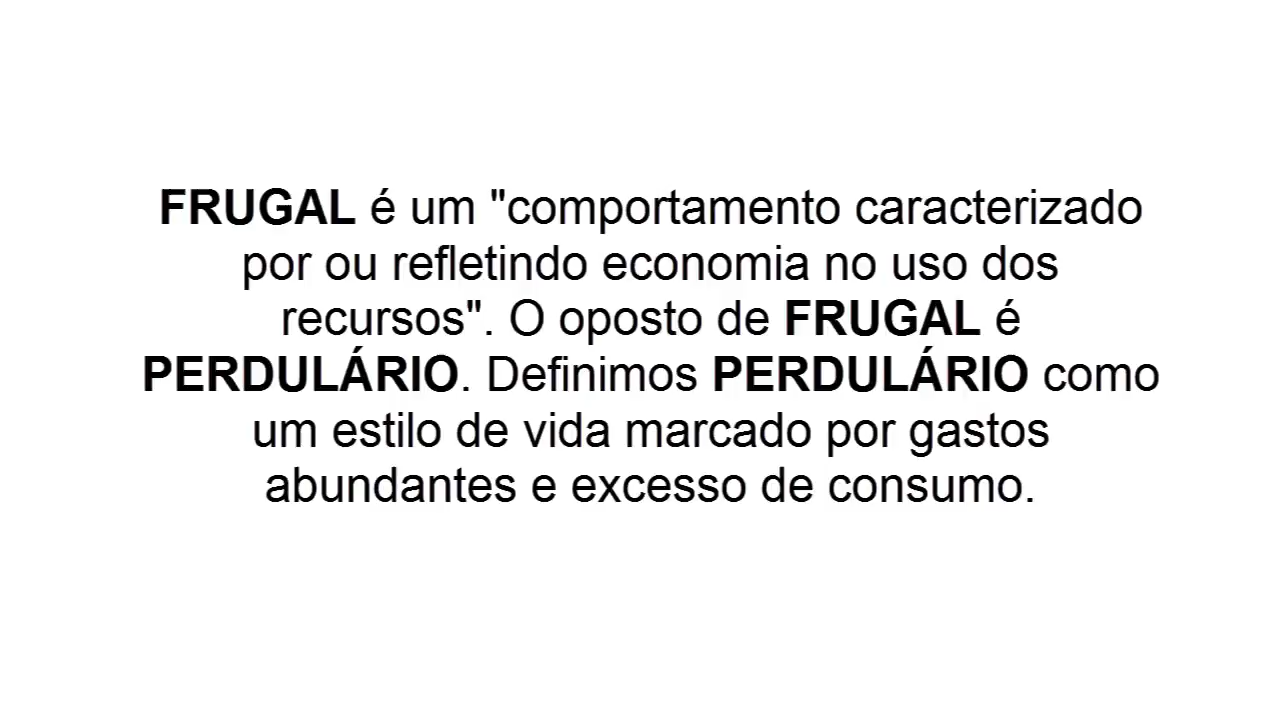 FRUGAL é um "comportamento caracterizado
por ou refletindo economia no uso dos
recursos". O oposto de FRUGAL é
PERDULÁRIO. Definimos PERDULÁRIO como
um estilo de vida marcado por gastos
abundantes e excesso de consumo.